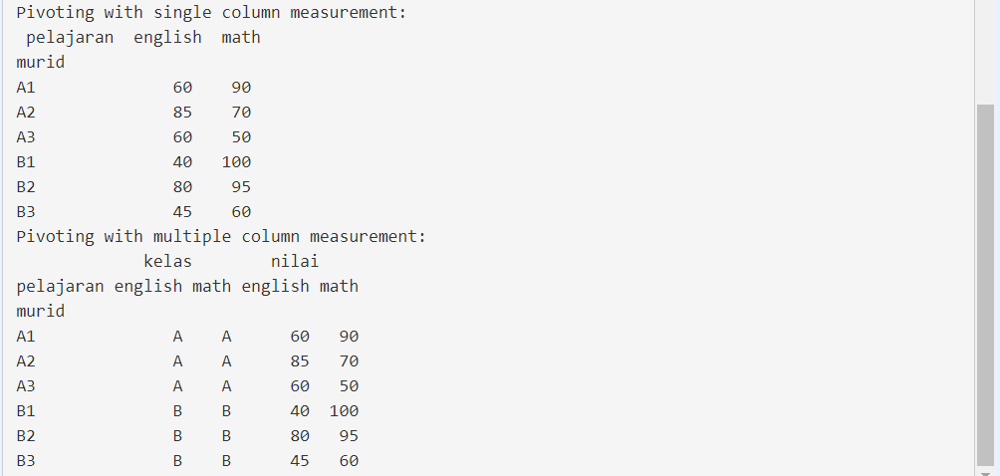 Pivoting with single column measurement:
pelajaran english math
murid
A1 60 90
A2 85 70
A3 60 50
B1 40 100
B2 80 95
B3 45 60
Pivoting with multiple column measurement:
kelas nilai
pelajaran english math english math
murid
A1 A A 60 90
A2 A A 85 70
A3 A A 60 50
B1 B B 40 100
B2 B B 80 95
B3 B B 45 60